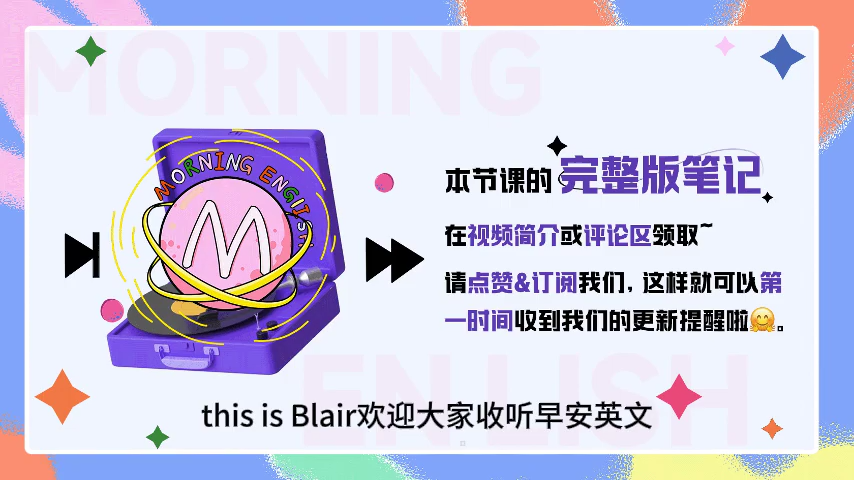 MORNING
MORNING ENGLISH
M
本节课的 完整版笔记
在视频简介或评论区领取~
请点赞&订阅我们, 这样就可以第
一时间收到我们的更新提醒啦🤗。
EN LISH
this is Blair欢迎大家收听早安英文